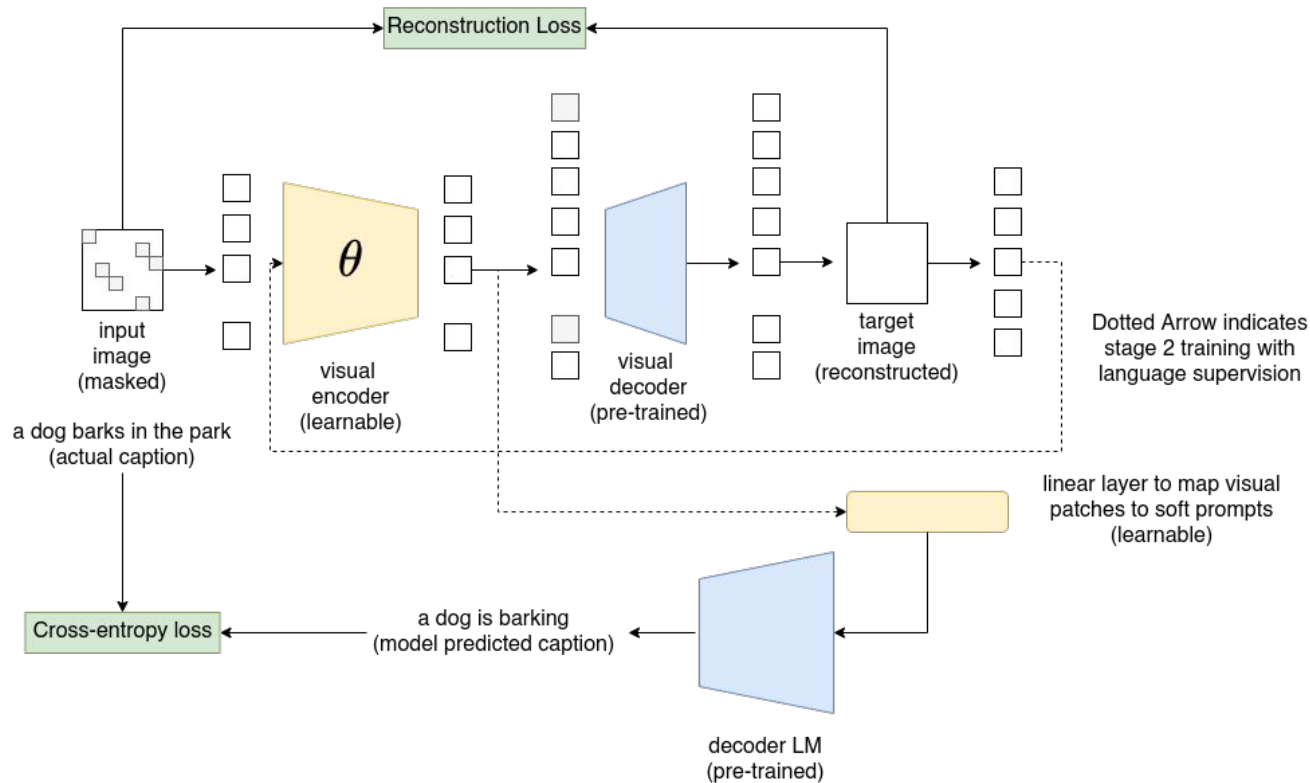 Reconstruction Loss
θ
input
image
(masked)
visual
encoder
(learnable)
visual
decoder
(pre-trained)
target
image
(reconstructed)
Dotted Arrow indicates
stage 2 training with
language supervision
a dog barks in the park
(actual caption)
linear layer to map visual
patches to soft prompts
(learnable)
Cross-entropy loss
a dog is barking
(model predicted caption)
decoder LM
(pre-trained)